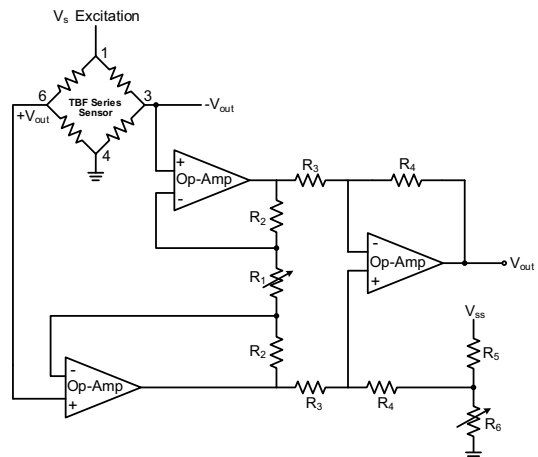 Vs Excitation
1
6
TBF Series
Sensor
3
+Vout
-Vout
4
+
Op-Amp
-
R3
R4
R2
R1
-
Op-Amp
+
Vout
R2
Vss
R5
-
Op-Amp
+
R3
R4
R6